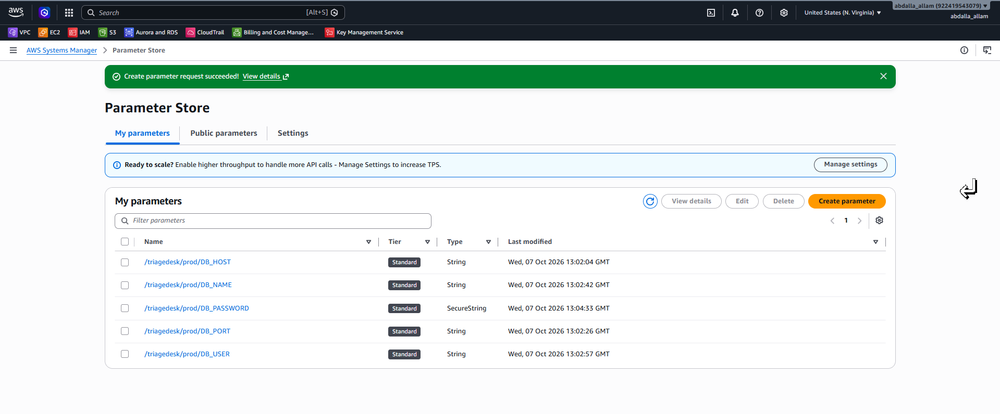 aws
Search [Alt+S]
United States (N. Virginia)
abdalla_allam (922419543079)
abdalla_allam
VPC EC2 IAM S3 Aurora and RDS CloudTrail Billing and Cost Manage... Key Management Service
AWS Systems Manager Parameter Store
Create parameter request succeeded! View details
Parameter Store
My parameters Public parameters Settings
Ready to scale? Enable higher throughput to handle more API calls - Manage Settings to increase TPS. Manage settings
My parameters View details Edit Delete Create parameter
Filter parameters 1
Name Tier Type Last modified
/triagedesk/prod/DB_HOST Standard String Wed, 07 Oct 2026 13:02:04 GMT
/triagedesk/prod/DB_NAME Standard String Wed, 07 Oct 2026 13:02:42 GMT
/triagedesk/prod/DB_PASSWORD Standard SecureString Wed, 07 Oct 2026 13:04:33 GMT
/triagedesk/prod/DB_PORT Standard String Wed, 07 Oct 2026 13:02:26 GMT
/triagedesk/prod/DB_USER Standard String Wed, 07 Oct 2026 13:02:57 GMT